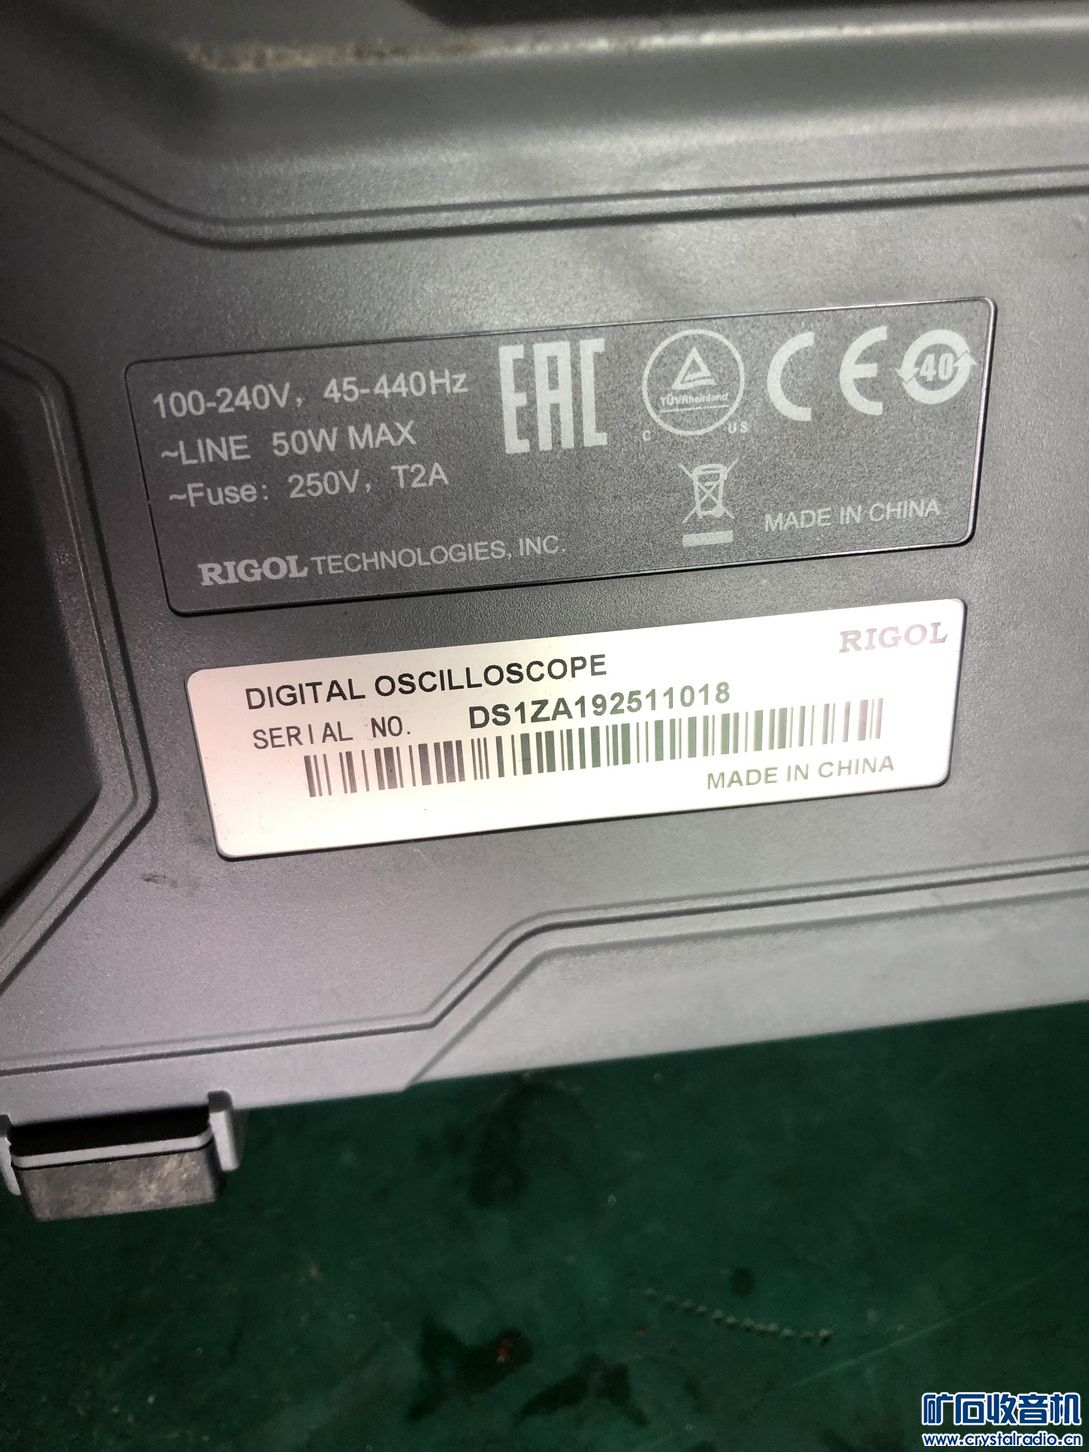 100-240V，45-440Hz
~LINE 50W MAX
~Fuse：250V，T2A
RIGOL TECHNOLOGIES, INC.
EAC
TÜVRheinland
C US
CE
40
MADE IN CHINA
RIGOL
DIGITAL OSCILLOSCOPE
SERIAL NO. DS1ZA192511018
MADE IN CHINA
矿石收音机
www.crystalradio.cn